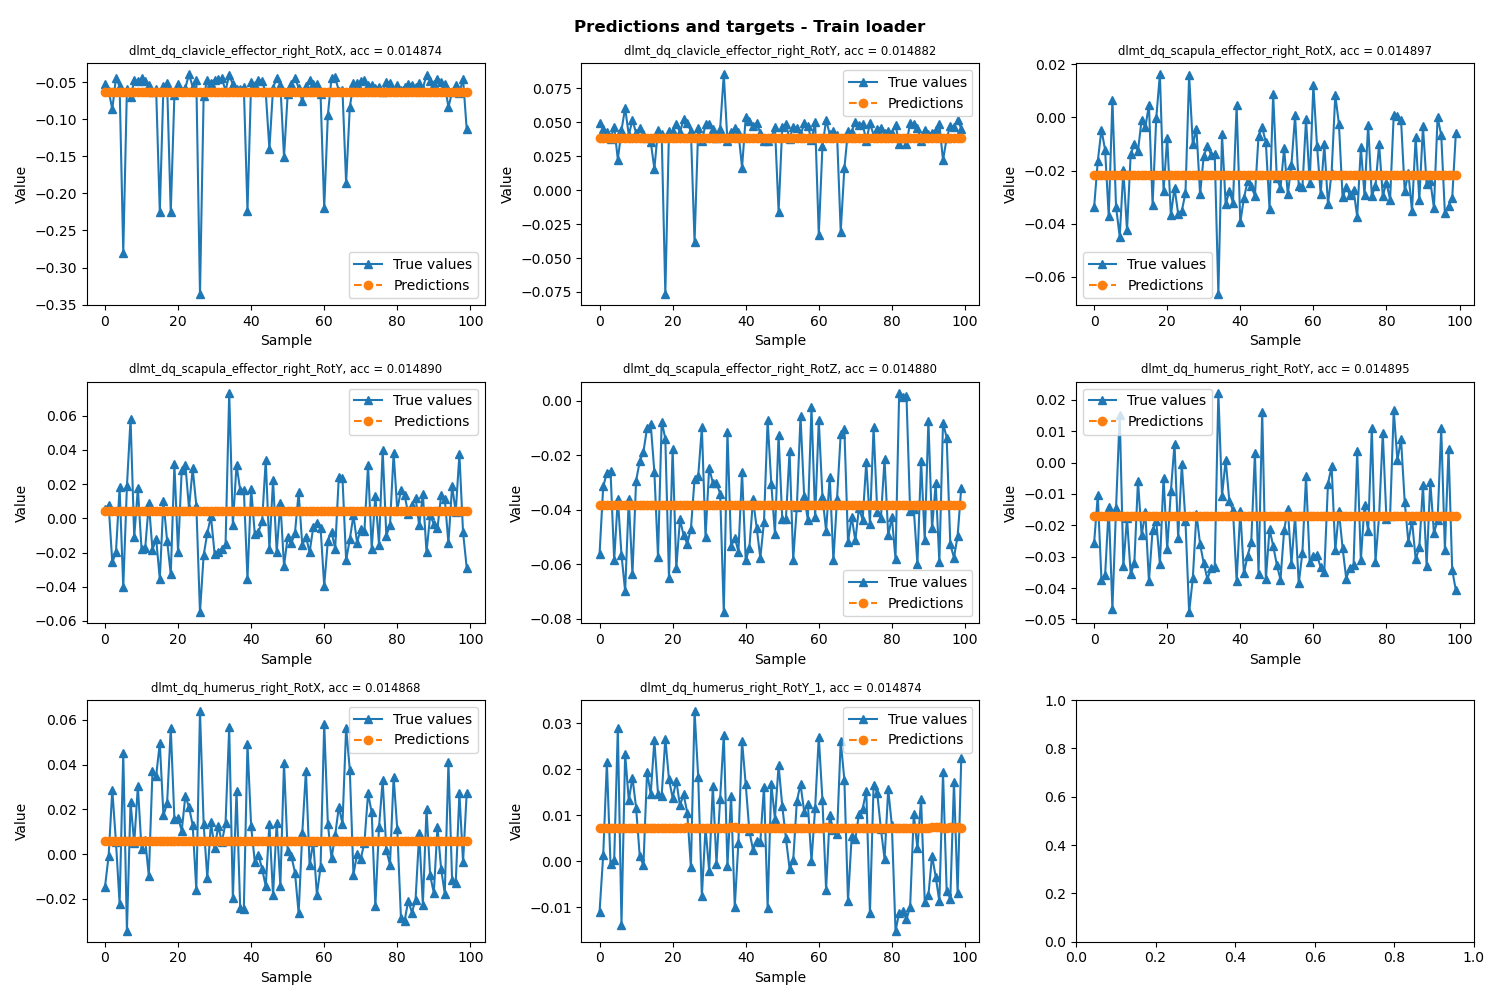 Predictions and targets - Train loader
dlmt_dq_clavicle_effector_right_RotX, acc = 0.014874
−0.05
−0.10
−0.15
−0.20
−0.25
−0.30
−0.35
Value
True values
Predictions
0 20 40 60 80 100
Sample
dlmt_dq_clavicle_effector_right_RotY, acc = 0.014882
0.075
0.050
0.025
0.000
−0.025
−0.050
−0.075
Value
True values
Predictions
0 20 40 60 80 100
Sample
dlmt_dq_scapula_effector_right_RotX, acc = 0.014897
0.02
0.00
−0.02
−0.04
−0.06
Value
True values
Predictions
0 20 40 60 80 100
Sample
dlmt_dq_scapula_effector_right_RotY, acc = 0.014890
0.06
0.04
0.02
0.00
−0.02
−0.04
−0.06
Value
True values
Predictions
0 20 40 60 80 100
Sample
dlmt_dq_scapula_effector_right_RotZ, acc = 0.014880
0.00
−0.02
−0.04
−0.06
−0.08
Value
True values
Predictions
0 20 40 60 80 100
Sample
dlmt_dq_humerus_right_RotY, acc = 0.014895
0.02
0.01
0.00
−0.01
−0.02
−0.03
−0.04
−0.05
Value
True values
Predictions
0 20 40 60 80 100
Sample
dlmt_dq_humerus_right_RotX, acc = 0.014868
0.06
0.04
0.02
0.00
−0.02
Value
True values
Predictions
0 20 40 60 80 100
Sample
dlmt_dq_humerus_right_RotY_1, acc = 0.014874
0.03
0.02
0.01
0.00
−0.01
Value
True values
Predictions
0 20 40 60 80 100
Sample
1.0
0.8
0.6
0.4
0.2
0.0
0.0 0.2 0.4 0.6 0.8 1.0